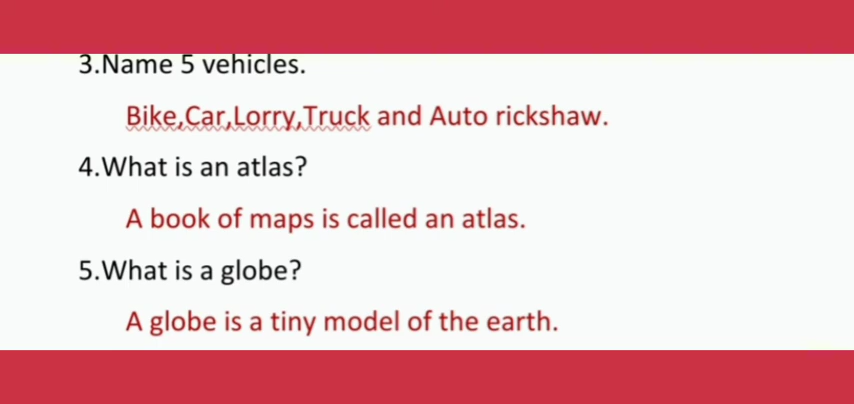 3.Name 5 vehicles.
Bike,Car,Lorry,Truck and Auto rickshaw.
4.What is an atlas?
A book of maps is called an atlas.
5.What is a globe?
A globe is a tiny model of the earth.